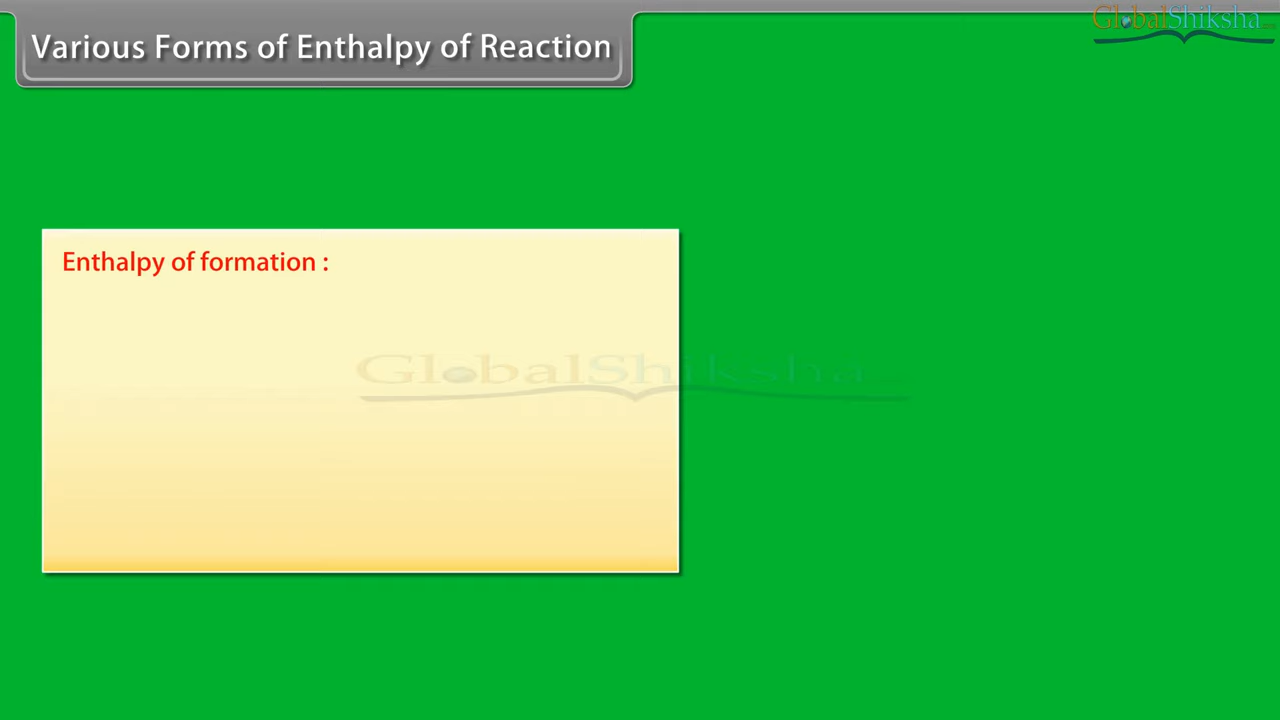 Various Forms of Enthalpy of Reaction
GlobalShiksha
Enthalpy of formation :
GlobalShiksha